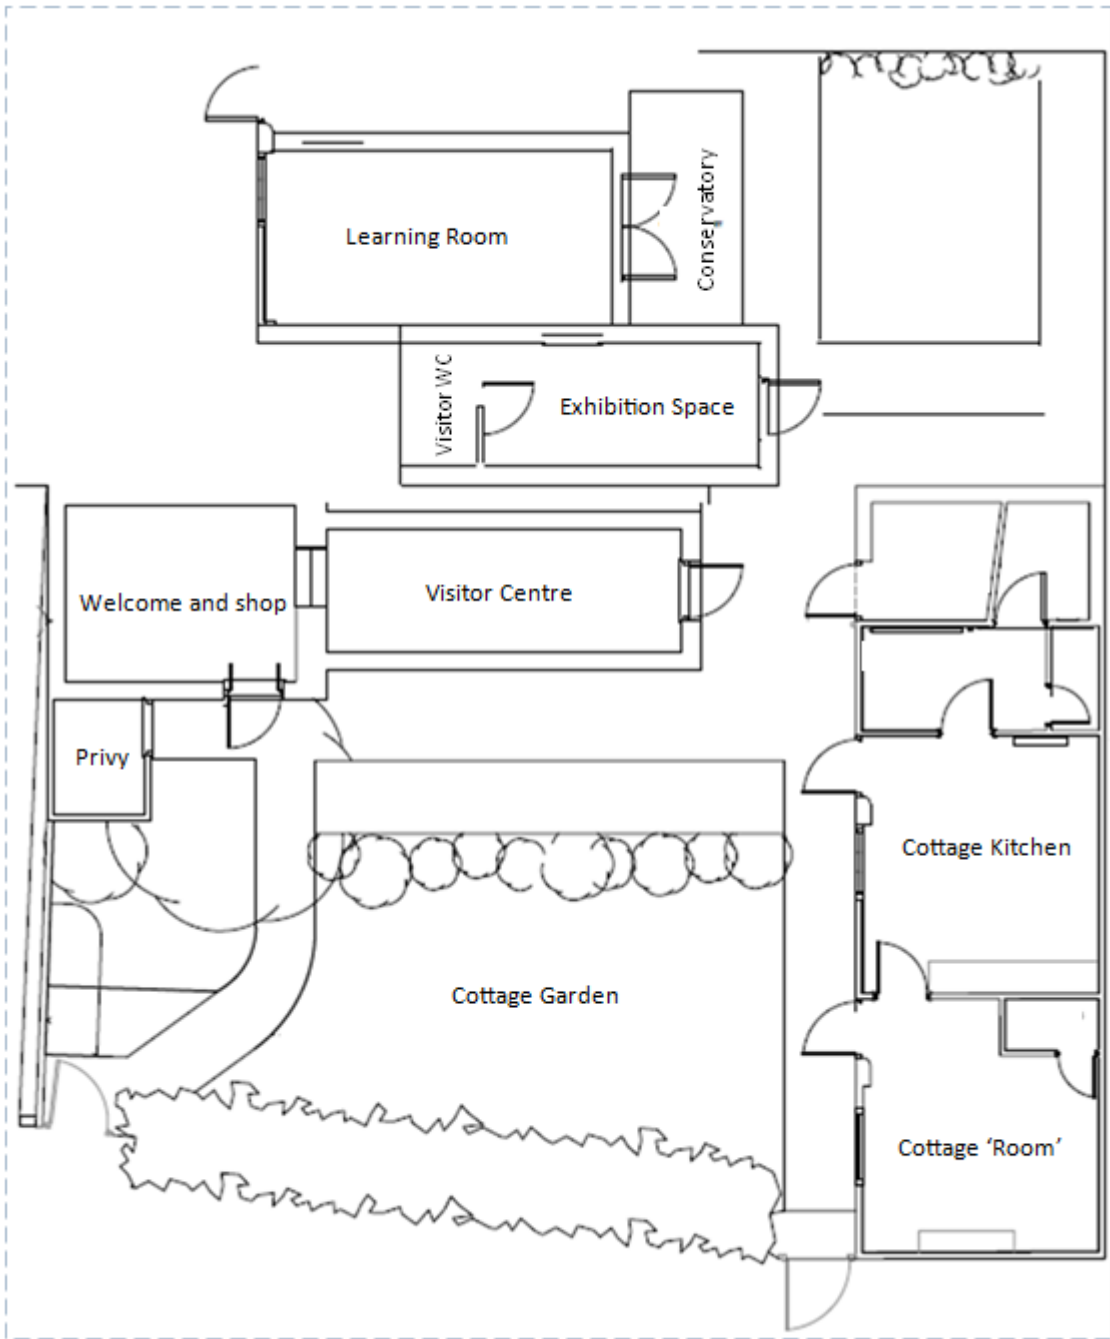 Learning Room
Conservatory
Visitor WC
Exhibition Space
Welcome and shop
Visitor Centre
Privy
Cottage Kitchen
Cottage Garden
Cottage ‘Room’